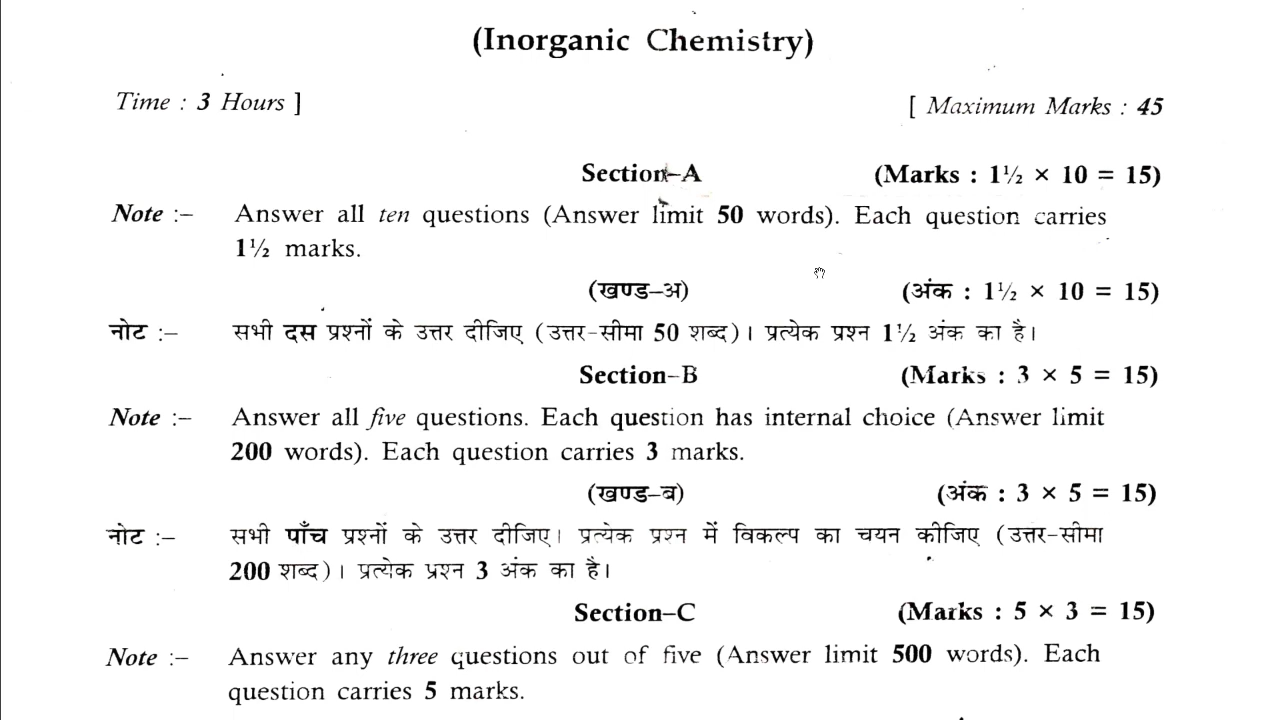 (Inorganic Chemistry)
Time : 3 Hours ] [ Maximum Marks : 45
Section–A (Marks : 1½ × 10 = 15)
Note :– Answer all ten questions (Answer limit 50 words). Each question carries
1½ marks.
(खण्ड–अ) (अंक : 1½ × 10 = 15)
नोट :– सभी दस प्रश्नों के उत्तर दीजिए (उत्तर-सीमा 50 शब्द)। प्रत्येक प्रश्न 1½ अंक का है।
Section–B (Marks : 3 × 5 = 15)
Note :– Answer all five questions. Each question has internal choice (Answer limit
200 words). Each question carries 3 marks.
(खण्ड–ब) (अंक : 3 × 5 = 15)
नोट :– सभी पाँच प्रश्नों के उत्तर दीजिए। प्रत्येक प्रश्न में विकल्प का चयन कीजिए (उत्तर-सीमा
200 शब्द)। प्रत्येक प्रश्न 3 अंक का है।
Section–C (Marks : 5 × 3 = 15)
Note :– Answer any three questions out of five (Answer limit 500 words). Each
question carries 5 marks.